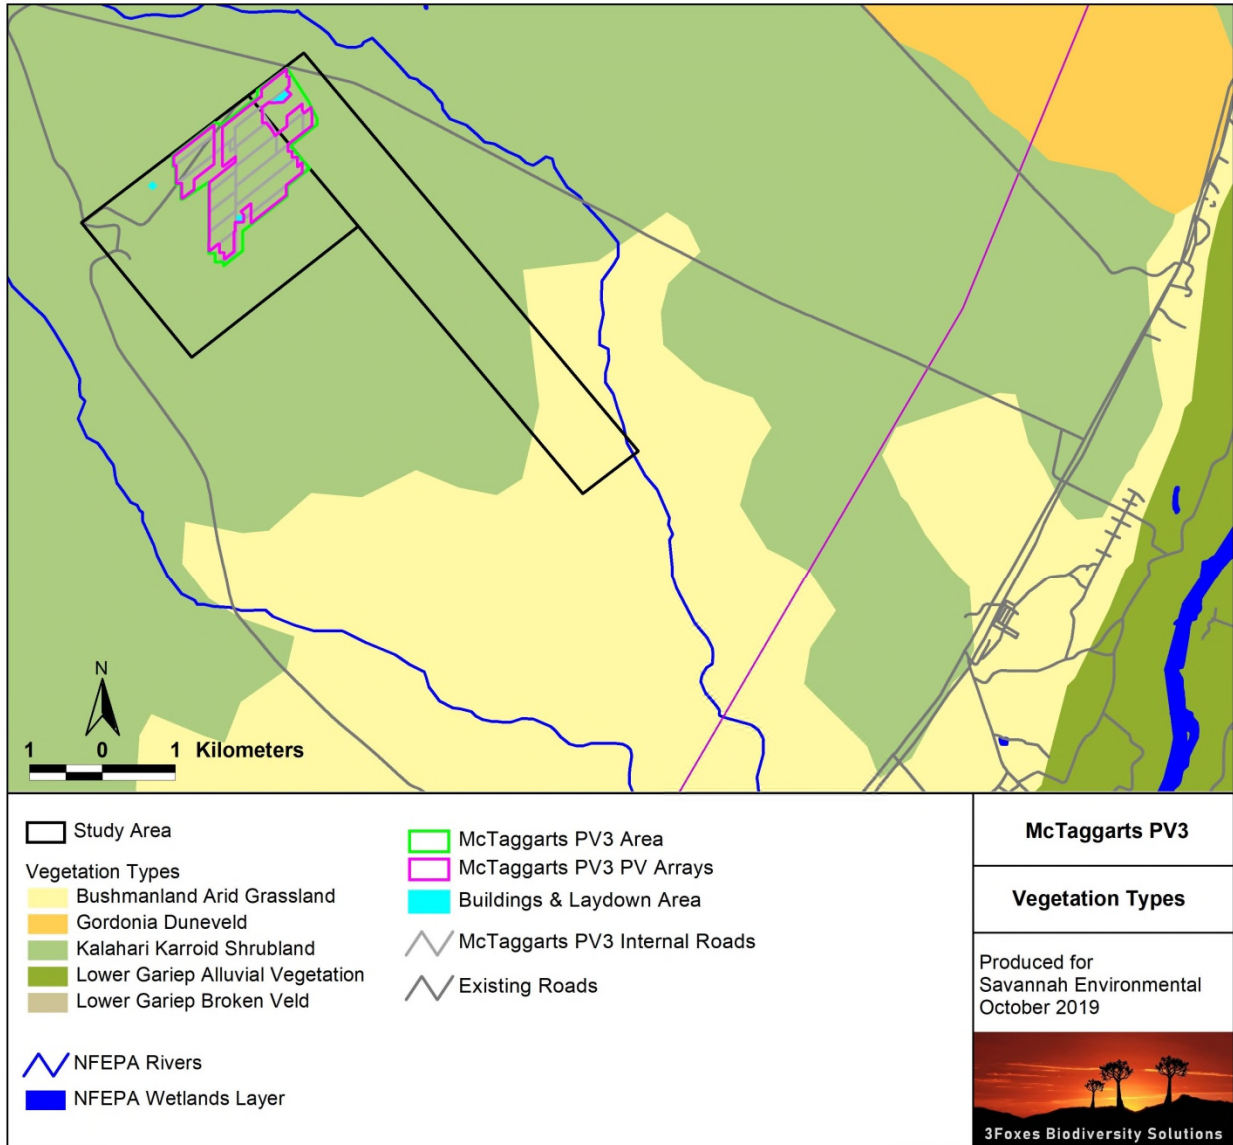 N
1 0 1 Kilometers
Study Area
Vegetation Types
Bushmanland Arid Grassland
Gordonia Duneveld
Kalahari Karroid Shrubland
Lower Gariep Alluvial Vegetation
Lower Gariep Broken Veld
NFEPA Rivers
NFEPA Wetlands Layer
McTaggarts PV3 Area
McTaggarts PV3 PV Arrays
Buildings & Laydown Area
McTaggarts PV3 Internal Roads
Existing Roads
McTaggarts PV3
Vegetation Types
Produced for
Savannah Environmental
October 2019
3Foxes Biodiversity Solutions